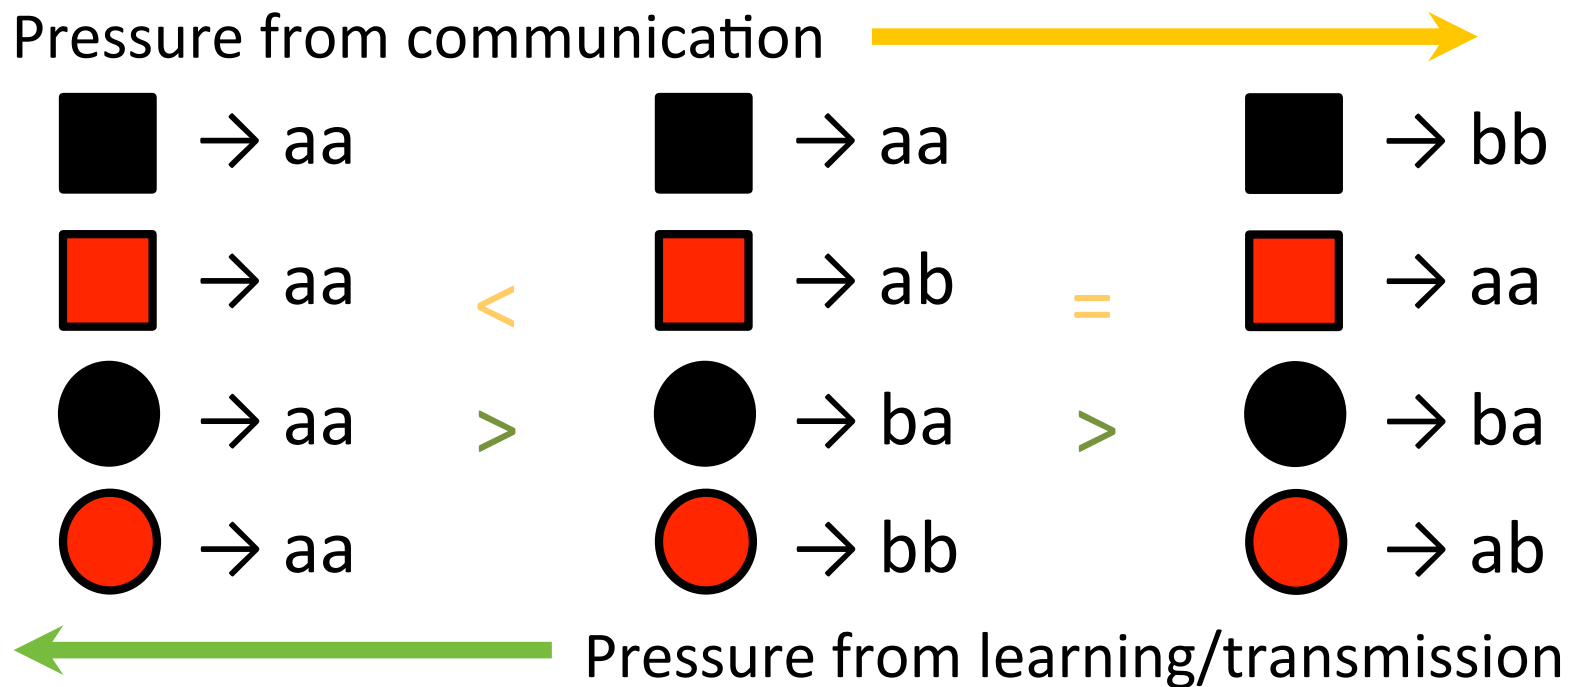 Pressure from communication
→ aa → aa → bb
→ aa < → ab = → aa
→ aa > → ba > → ba
→ aa → bb → ab
Pressure from learning/transmission